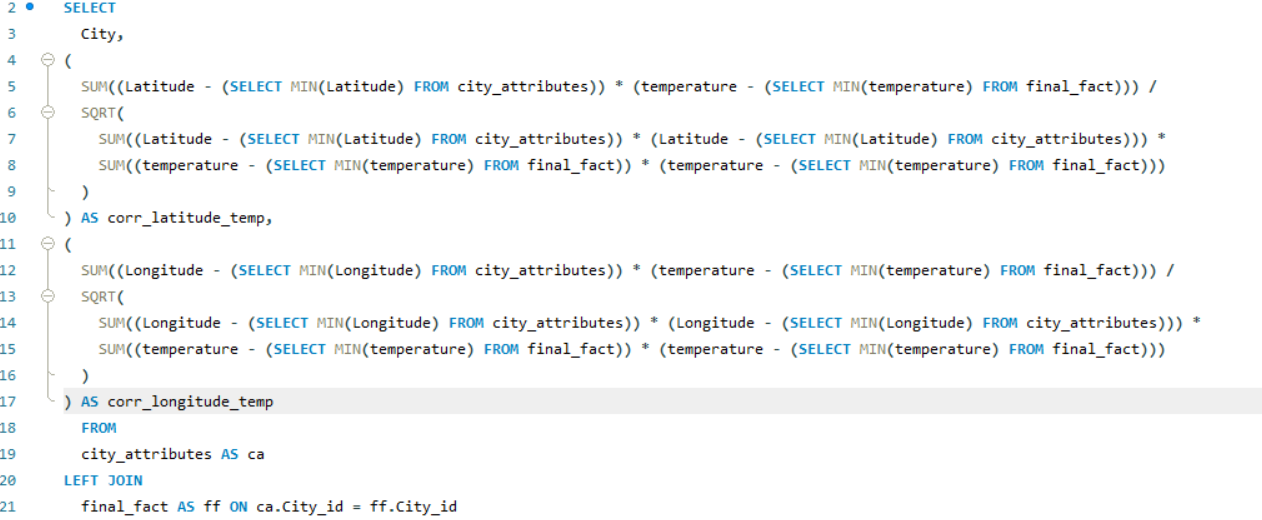 2 SELECT
3 City,
4 (
5 SUM((Latitude - (SELECT MIN(Latitude) FROM city_attributes)) * (temperature - (SELECT MIN(temperature) FROM final_fact))) /
6 SQRT(
7 SUM((Latitude - (SELECT MIN(Latitude) FROM city_attributes)) * (Latitude - (SELECT MIN(Latitude) FROM city_attributes))) *
8 SUM((temperature - (SELECT MIN(temperature) FROM final_fact)) * (temperature - (SELECT MIN(temperature) FROM final_fact)))
9 )
10 ) AS corr_latitude_temp,
11 (
12 SUM((Longitude - (SELECT MIN(Longitude) FROM city_attributes)) * (temperature - (SELECT MIN(temperature) FROM final_fact))) /
13 SQRT(
14 SUM((Longitude - (SELECT MIN(Longitude) FROM city_attributes)) * (Longitude - (SELECT MIN(Longitude) FROM city_attributes))) *
15 SUM((temperature - (SELECT MIN(temperature) FROM final_fact)) * (temperature - (SELECT MIN(temperature) FROM final_fact)))
16 )
17 ) AS corr_longitude_temp
18 FROM
19 city_attributes AS ca
20 LEFT JOIN
21 final_fact AS ff ON ca.City_id = ff.City_id